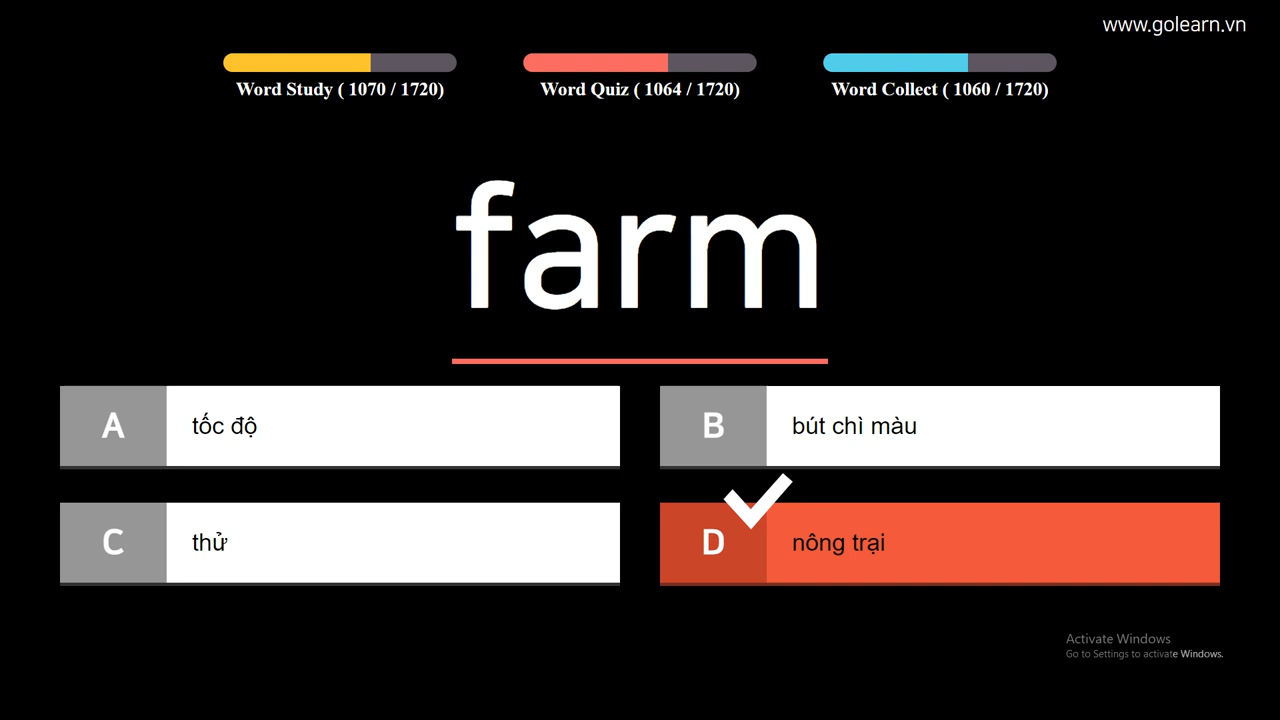 www.golearn.vn
Word Study ( 1070 / 1720)
Word Quiz ( 1064 / 1720)
Word Collect ( 1060 / 1720)
farm
A tốc độ
B bút chì màu
C thử
D nông trại
Activate Windows
Go to Settings to activate Windows.